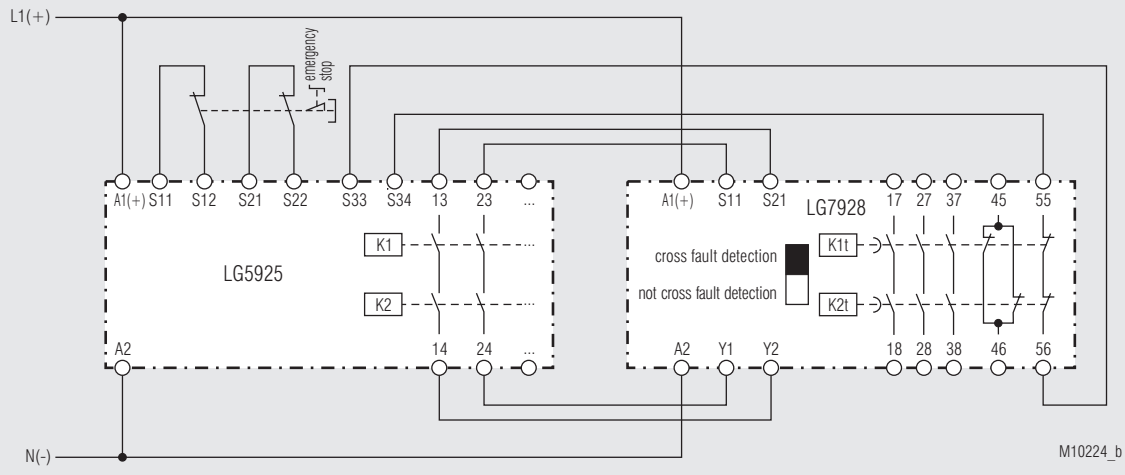 L1(+)
emergency
stop
A1(+) S11 S12 S21 S22 S33 S34 13 23 ...
A1(+) S11 S21 17 27 37 45 55
LG7928
K1 ...
cross fault detection K1t
LG5925
not cross fault detection
K2 ...
K2t
A2 14 24 ...
A2 Y1 Y2 18 28 38 46 56
N(-)
M10224_b